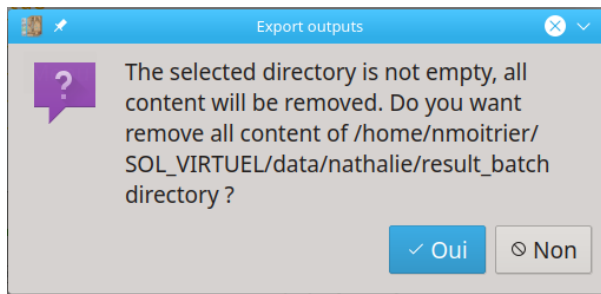 Export outputs
The selected directory is not empty, all
content will be removed. Do you want
remove all content of /home/nmoitrier/
SOL_VIRTUEL/data/nathalie/result_batch
directory ?
Oui
Non